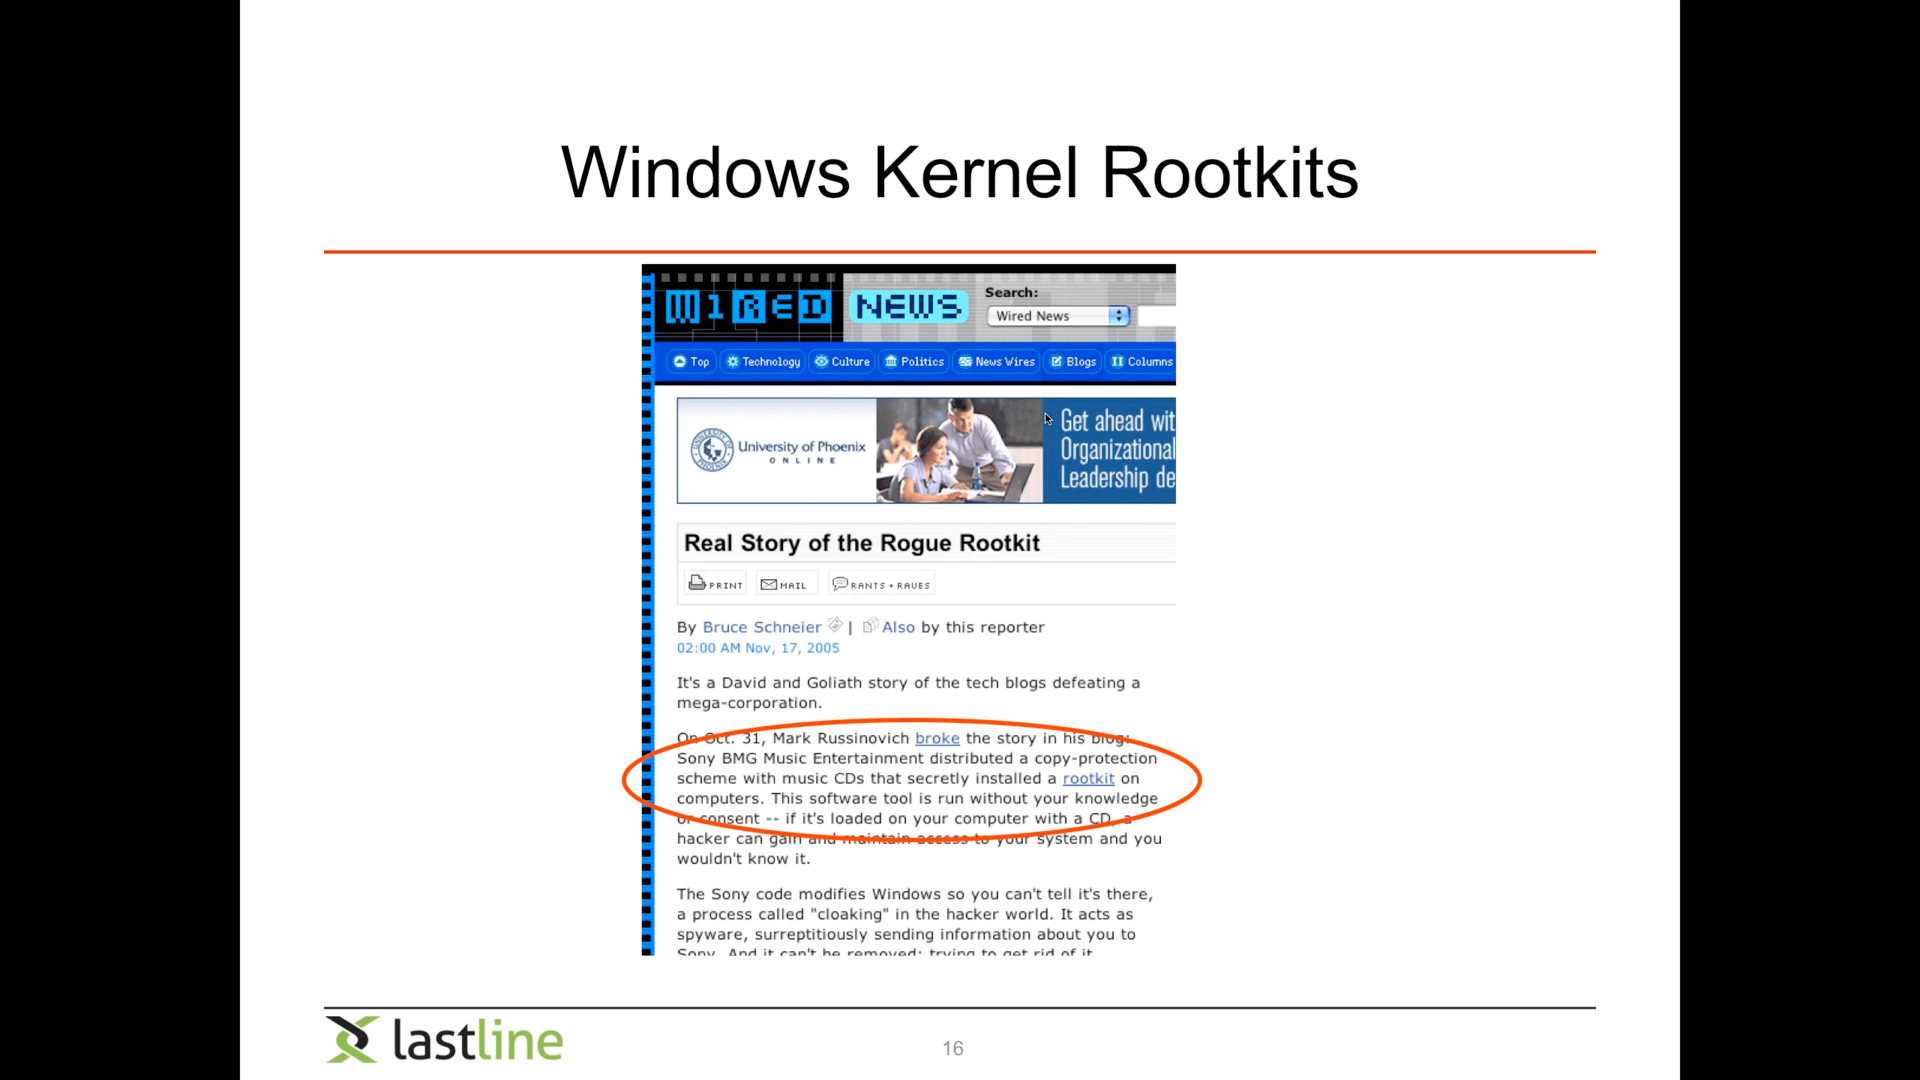 Windows Kernel Rootkits
WIRED NEWS
Search:
Wired News
Top Technology Culture Politics News Wires Blogs Columns
University of Phoenix
ONLINE
Get ahead wit
Organizational
Leadership de
Real Story of the Rogue Rootkit
PRINT MAIL RANTS + RAVES
By Bruce Schneier | Also by this reporter
02:00 AM Nov, 17, 2005
It's a David and Goliath story of the tech blogs defeating a
mega-corporation.
On Oct. 31, Mark Russinovich broke the story in his blog:
Sony BMG Music Entertainment distributed a copy-protection
scheme with music CDs that secretly installed a rootkit on
computers. This software tool is run without your knowledge
or consent -- if it's loaded on your computer with a CD, a
hacker can gain and maintain access to your system and you
wouldn't know it.
The Sony code modifies Windows so you can't tell it's there,
a process called "cloaking" in the hacker world. It acts as
spyware, surreptitiously sending information about you to
Sony. And it can't be removed; trying to get rid of it
lastline
16